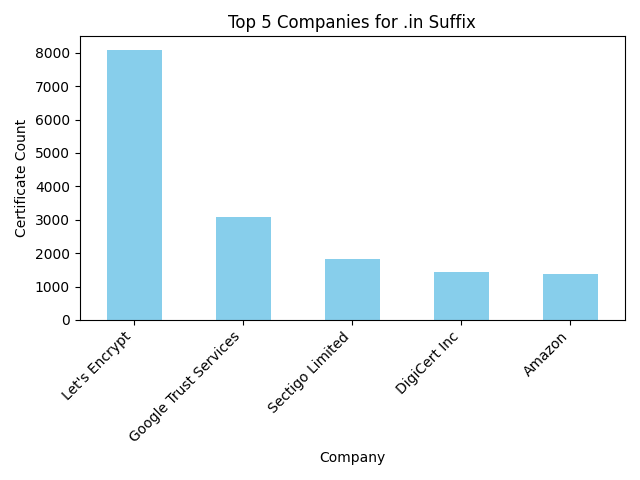 Top 5 Companies for .in Suffix
Certificate Count
8000
7000
6000
5000
4000
3000
2000
1000
0
Let's Encrypt
Google Trust Services
Sectigo Limited
DigiCert Inc
Amazon
Company